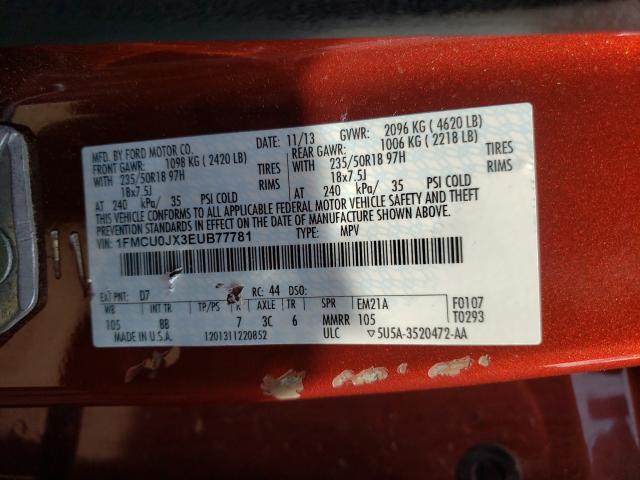 MFD. BY FORD MOTOR CO.
DATE: 11/13 GVWR: 2096 KG ( 4620 LB)
FRONT GAWR: 1098 KG ( 2420 LB) REAR GAWR: 1006 KG ( 2218 LB)
WITH 235/50R18 97H TIRES WITH 235/50R18 97H TIRES
18x7.5J RIMS 18x7.5J RIMS
AT 240 kPa/ 35 PSI COLD AT 240 kPa/ 35 PSI COLD
THIS VEHICLE CONFORMS TO ALL APPLICABLE FEDERAL MOTOR VEHICLE SAFETY AND THEFT
PREVENTION STANDARDS IN EFFECT ON THE DATE OF MANUFACTURE SHOWN ABOVE.
VIN: 1FMCU0JX3EUB77781 TYPE: MPV
EXT PNT: D7 RC: 44 DSO:
WB INT TR TP/PS R AXLE TR SPR EM21A F0107
105 BB 7 3C 6 MMRR 105 T0293
MADE IN U.S.A. 1201311220852 ULC ▽5U5A-3520472-AA